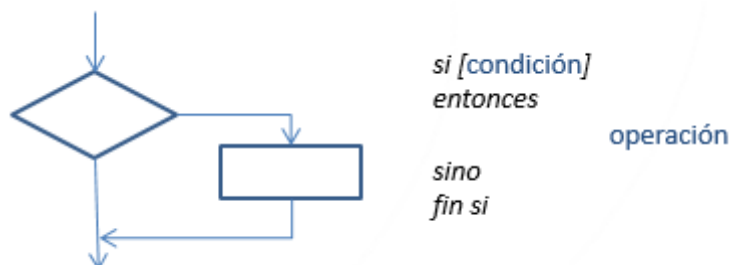 si [condición]
entonces
operación
sino
fin si